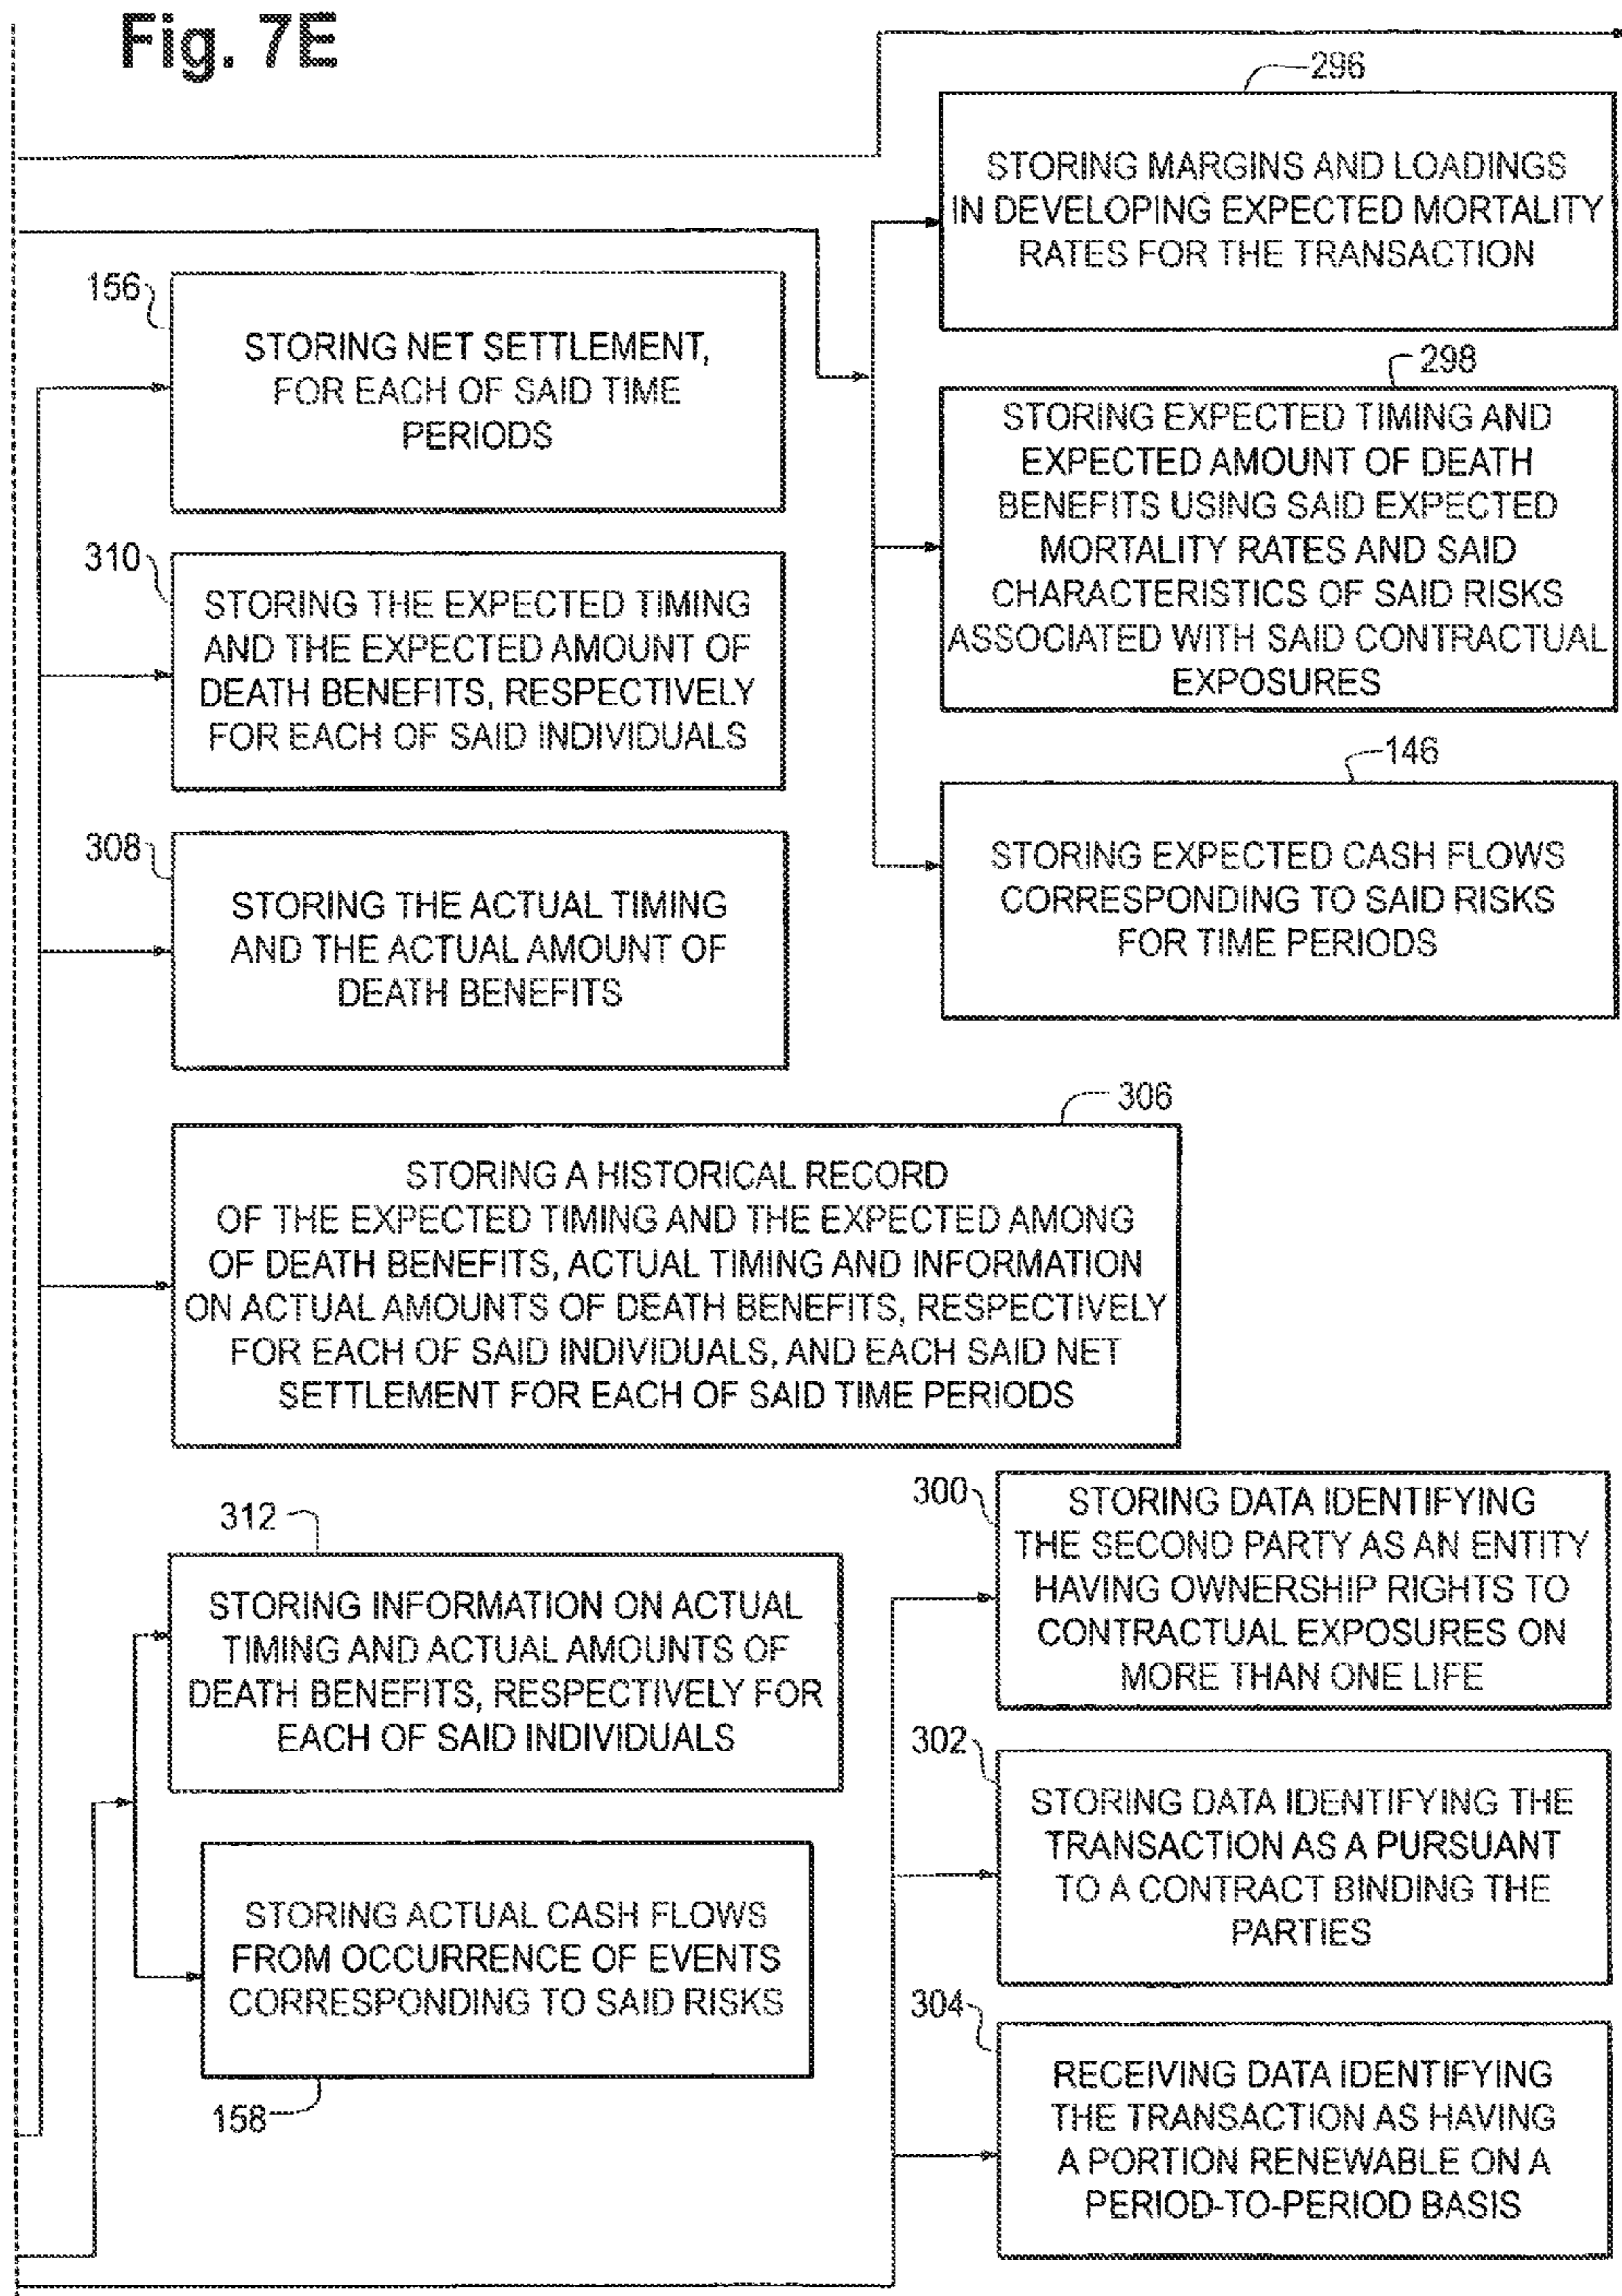 Fig. 7E
296
STORING MARGINS AND LOADINGS
IN DEVELOPING EXPECTED MORTALITY
RATES FOR THE TRANSACTION
156
STORING NET SETTLEMENT,
FOR EACH OF SAID TIME
PERIODS
298
STORING EXPECTED TIMING AND
EXPECTED AMOUNT OF DEATH
BENEFITS USING SAID EXPECTED
MORTALITY RATES AND SAID
CHARACTERISTICS OF SAID RISKS
ASSOCIATED WITH SAID CONTRACTUAL
EXPOSURES
310
STORING THE EXPECTED TIMING
AND THE EXPECTED AMOUNT OF
DEATH BENEFITS, RESPECTIVELY
FOR EACH OF SAID INDIVIDUALS
146
STORING EXPECTED CASH FLOWS
CORRESPONDING TO SAID RISKS
FOR TIME PERIODS
308
STORING THE ACTUAL TIMING
AND THE ACTUAL AMOUNT OF
DEATH BENEFITS
306
STORING A HISTORICAL RECORD
OF THE EXPECTED TIMING AND THE EXPECTED AMONG
OF DEATH BENEFITS, ACTUAL TIMING AND INFORMATION
ON ACTUAL AMOUNTS OF DEATH BENEFITS, RESPECTIVELY
FOR EACH OF SAID INDIVIDUALS, AND EACH SAID NET
SETTLEMENT FOR EACH OF SAID TIME PERIODS
312
STORING INFORMATION ON ACTUAL
TIMING AND ACTUAL AMOUNTS OF
DEATH BENEFITS, RESPECTIVELY FOR
EACH OF SAID INDIVIDUALS
STORING ACTUAL CASH FLOWS
FROM OCCURRENCE OF EVENTS
CORRESPONDING TO SAID RISKS
158
300
STORING DATA IDENTIFYING
THE SECOND PARTY AS AN ENTITY
HAVING OWNERSHIP RIGHTS TO
CONTRACTUAL EXPOSURES ON
MORE THAN ONE LIFE
302
STORING DATA IDENTIFYING THE
TRANSACTION AS A PURSUANT
TO A CONTRACT BINDING THE
PARTIES
304
RECEIVING DATA IDENTIFYING
THE TRANSACTION AS HAVING
A PORTION RENEWABLE ON A
PERIOD-TO-PERIOD BASIS